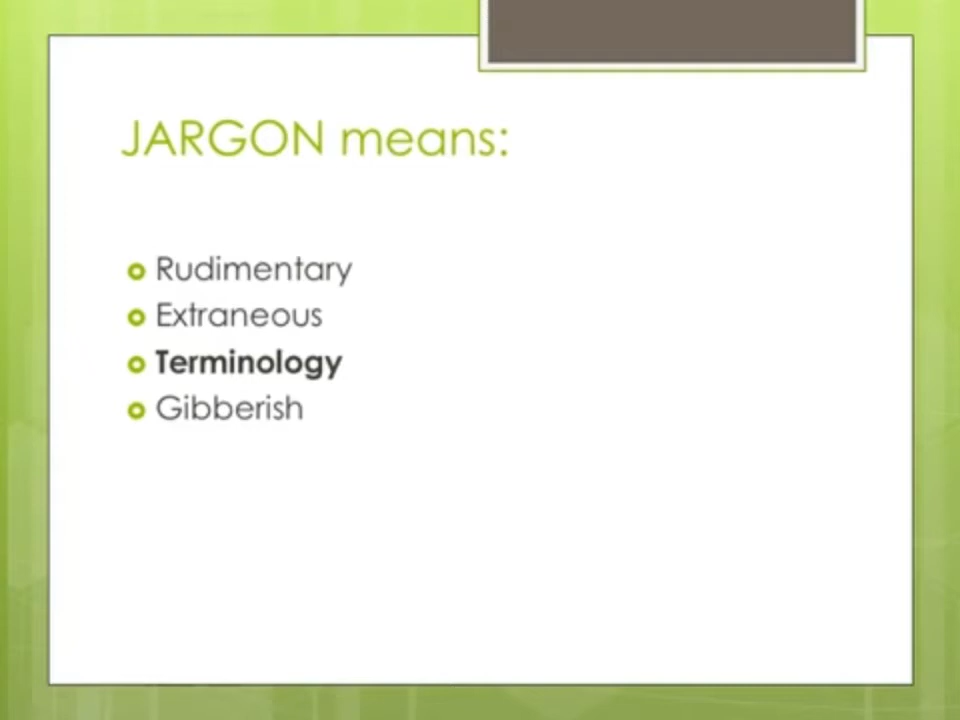 JARGON means:
Rudimentary
Extraneous
Terminology
Gibberish